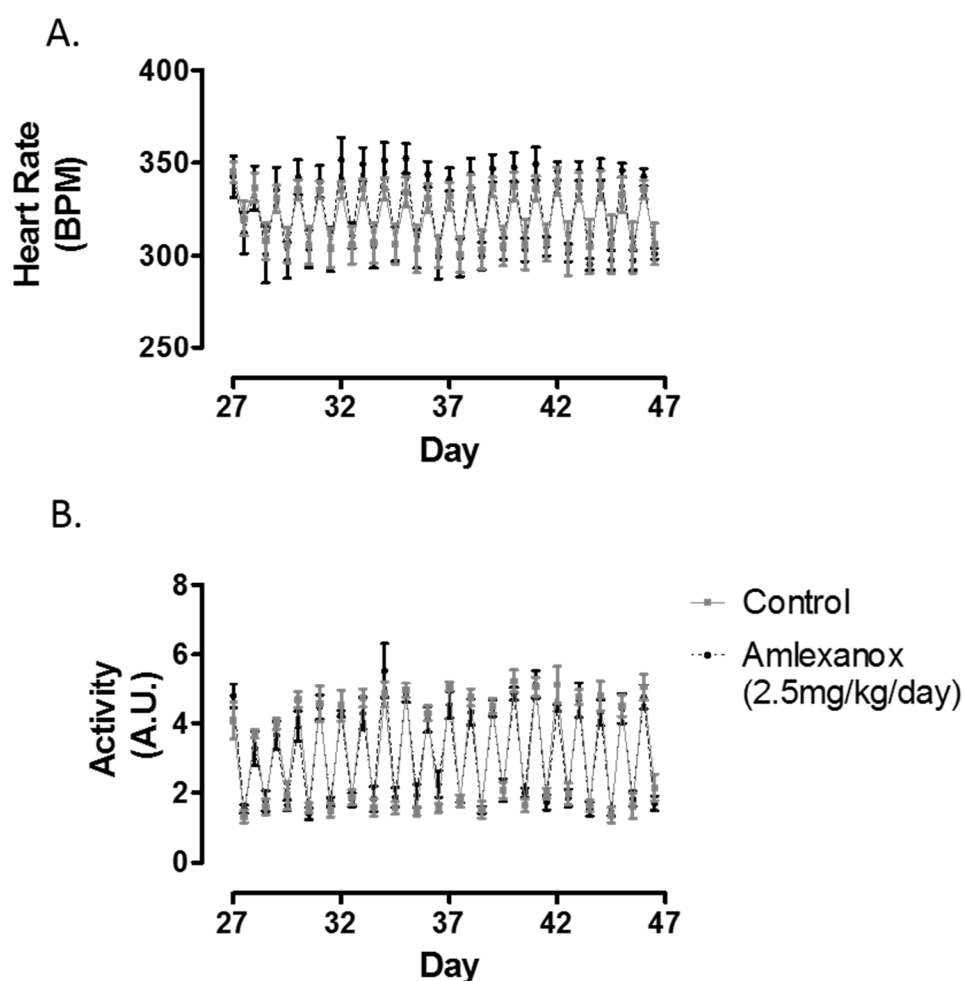 A.
Heart Rate
(BPM)
400
350
300
250
27 32 37 42 47
Day
B.
Activity
(A.U.)
8
6
4
2
0
27 32 37 42 47
Day
Control
Amlexanox
(2.5mg/kg/day)